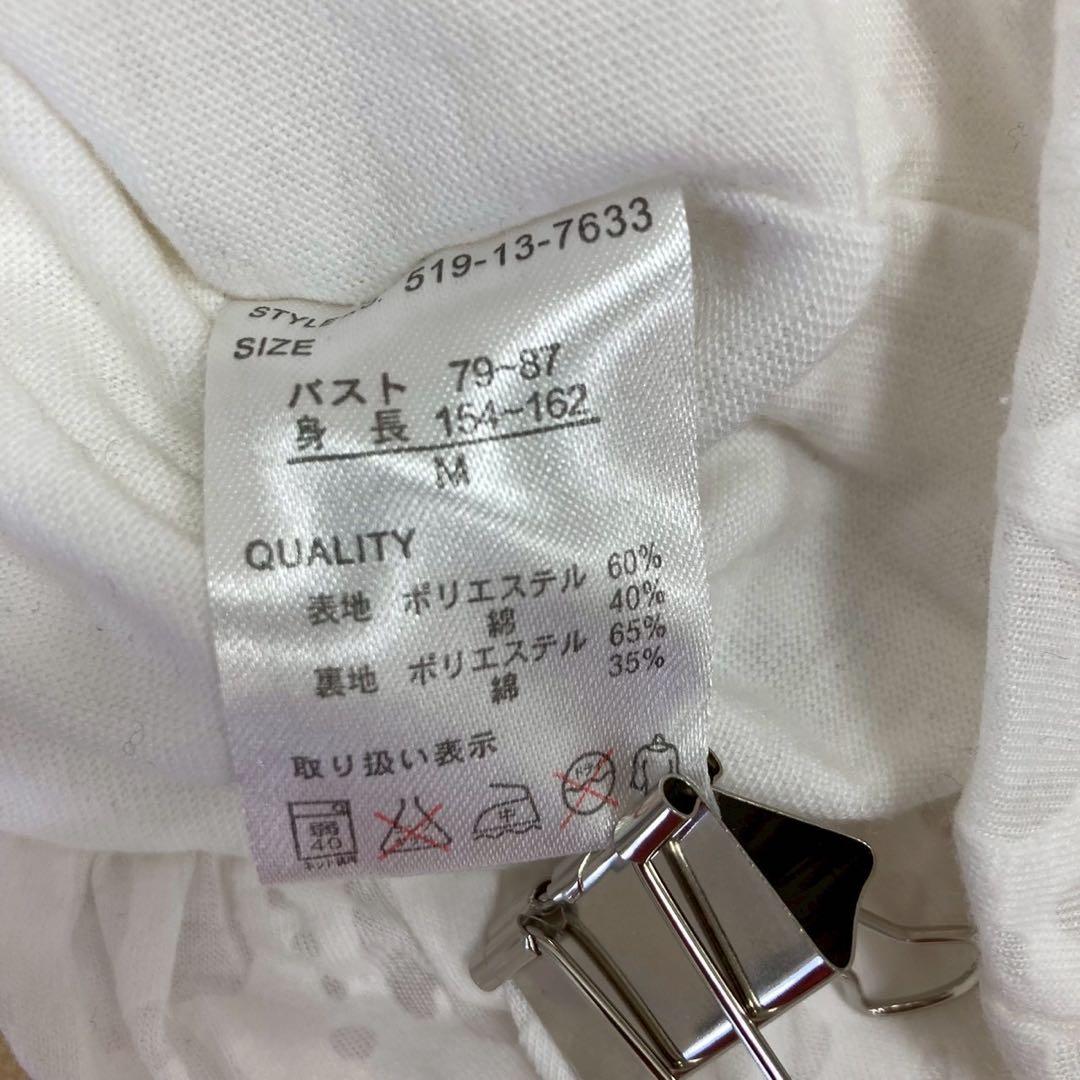 519-13-7633
SIZE
バスト 79~87
身長 154~162
M
QUALITY
表地 ポリエステル 60%
綿 40%
裏地 ポリエステル 65%
綿 35%
取り扱い表示
弱 40 中